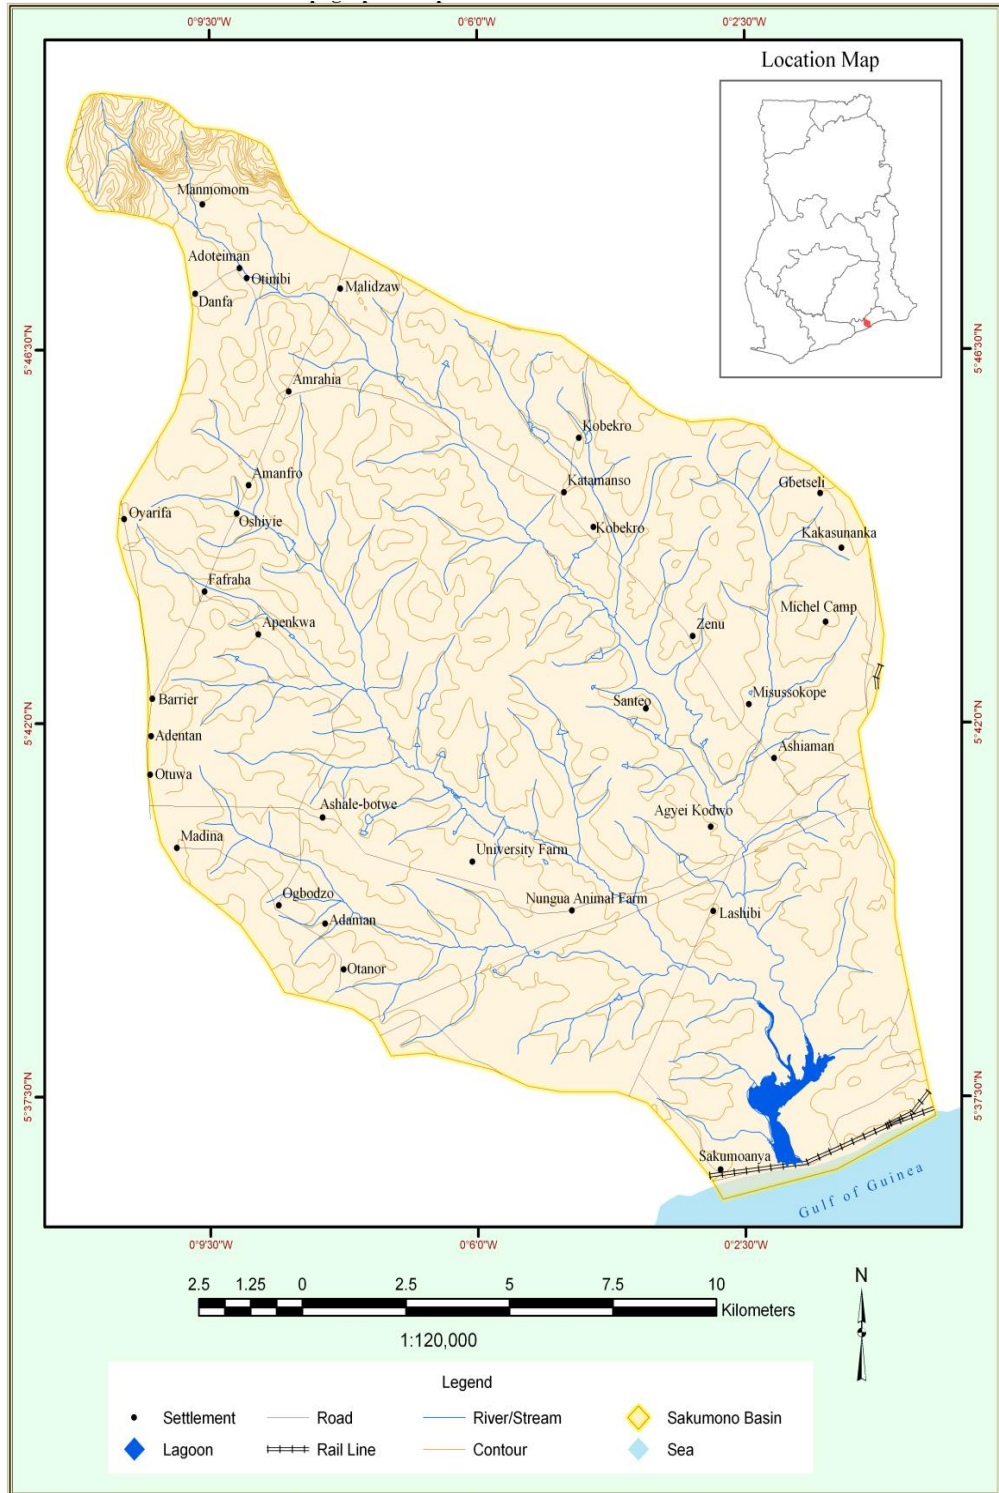 0°9'30"W 0°6'0"W 0°2'30"W
Location Map
Manmomom
Adoteiman
Otinibi
Malidzaw
Danfa
5°46'30"N 5°46'30"N
Amrahia
Kobekro
Amanfro
Katamanso
Gbetseli
Oyarifa
Oshiyie
Kobekro
Kakasunanka
Fafraha
Michel Camp
Apenkwa
Zenu
Barrier
Santeo
Misussokope
5°42'0"N 5°42'0"N
Adentan
Ashiaman
Otuwa
Ashale-botwe
Agyei Kodwo
Madina
University Farm
Ogbodzo
Nungua Animal Farm
Lashibi
Adaman
Otanor
5°37'30"N 5°37'30"N
Sakumoanya
Gulf of Guinea
0°9'30"W 0°6'0"W 0°2'30"W
2.5 1.25 0 2.5 5 7.5 10
Kilometers
1:120,000
N
Legend
Settlement Road River/Stream Sakumono Basin
Lagoon Rail Line Contour Sea